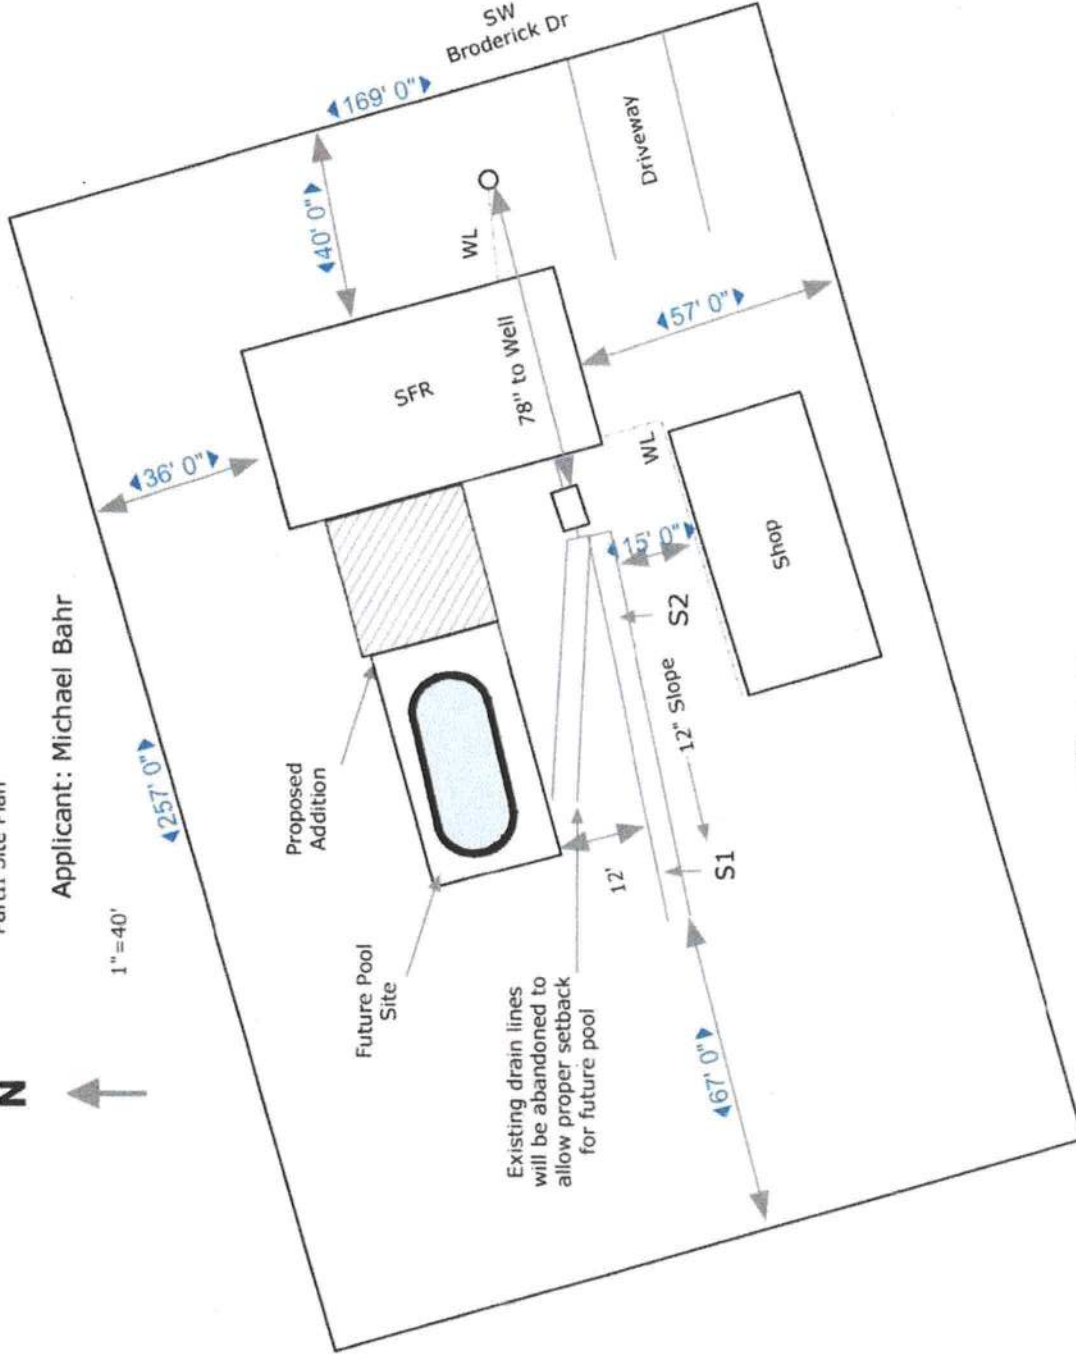 N
Applicant: Michael Bahr
1"=40'
SW
Broderick Dr
169' 0"
40' 0"
Driveway
WL
36' 0"
SFR
78" to Well
57' 0"
257' 0"
WL
15' 0"
Shop
Proposed
Addition
S2
12" Slope
Future Pool
Site
12'
S1
Existing drain lines
will be abandoned to
allow proper setback
for future pool
67' 0"